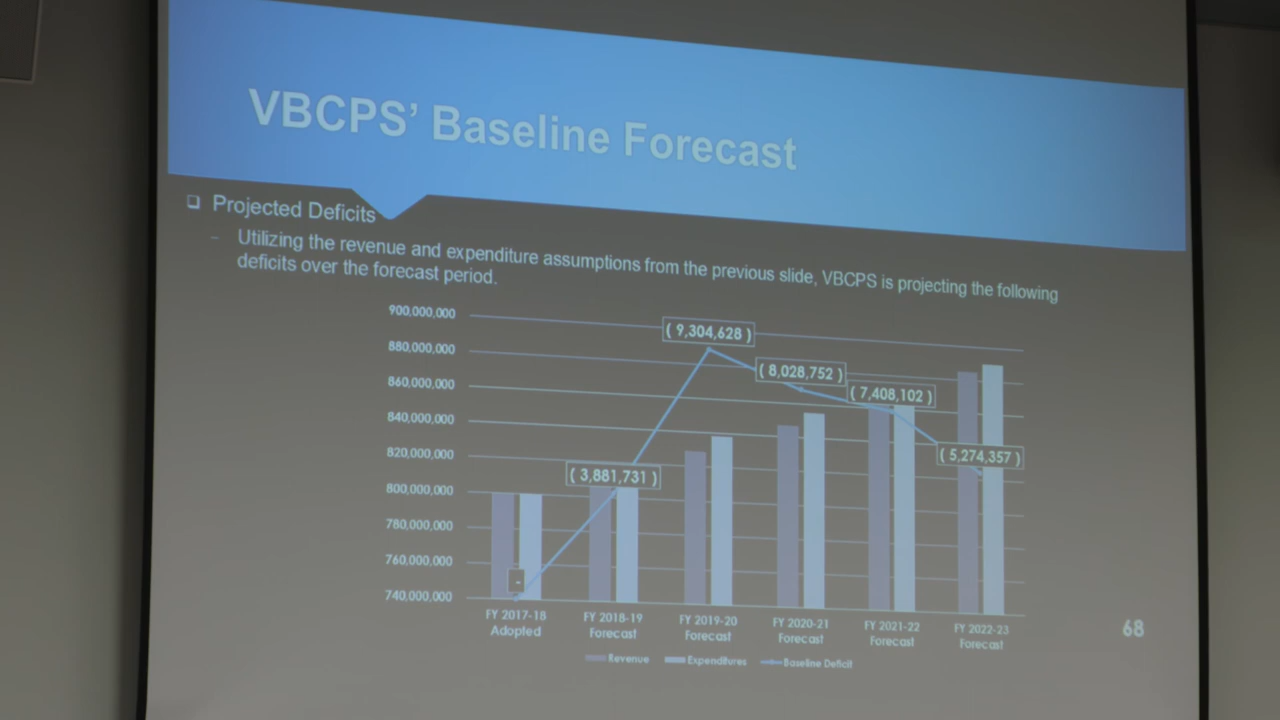 VBCPS' Baseline Forecast
❑ Projected Deficits
– Utilizing the revenue and expenditure assumptions from the previous slide, VBCPS is projecting the following
deficits over the forecast period.
900,000,000
880,000,000
860,000,000
840,000,000
820,000,000
800,000,000
780,000,000
760,000,000
740,000,000
-
( 3,881,731 )
( 9,304,628 )
( 8,028,752 )
( 7,408,102 )
( 5,274,357 )
FY 2017-18
Adopted
FY 2018-19
Forecast
FY 2019-20
Forecast
FY 2020-21
Forecast
FY 2021-22
Forecast
FY 2022-23
Forecast
Revenue Expenditures Baseline Deficit
68